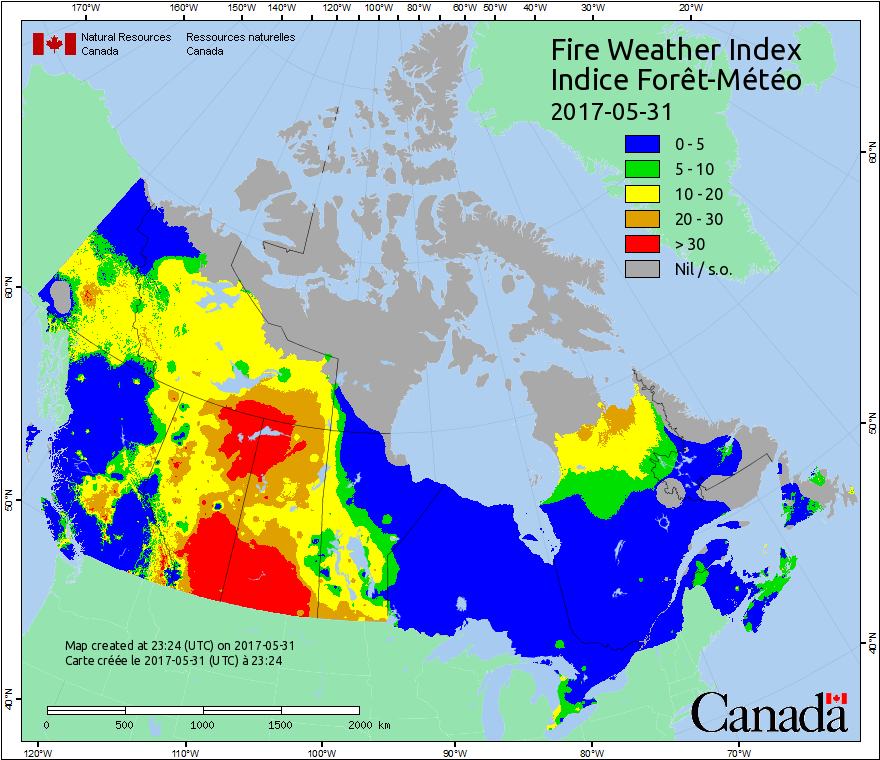 170°W 160°W 150°W 140°W 120°W 100°W 80°W 60°W 50°W 40°W 30°W 20°W
Natural Resources Ressources naturelles
Canada Canada
Fire Weather Index
Indice Forêt-Météo
2017-05-31
0 - 5
5 - 10
10 - 20
20 - 30
> 30
Nil / s.o.
60°N
60°N
50°N
50°N
40°N
40°N
Map created at 23:24 (UTC) on 2017-05-31
Carte créée le 2017-05-31 (UTC) à 23:24
0 500 1000 1500 2000 km
Canada
120°W 110°W 100°W 90°W 80°W 70°W